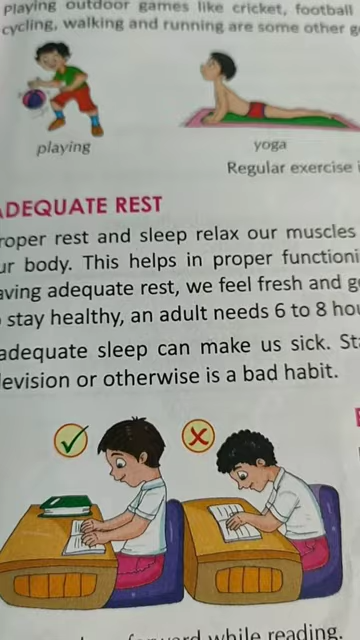 Playing outdoor games like cricket, football
cycling, walking and running are some other
playing
yoga
Regular exercise
ADEQUATE REST
roper rest and sleep relax our muscles
ur body. This helps in proper functioni
aving adequate rest, we feel fresh and g
stay healthy, an adult needs 6 to 8 hou
adequate sleep can make us sick. Sta
levision or otherwise is a bad habit.
forward while reading.